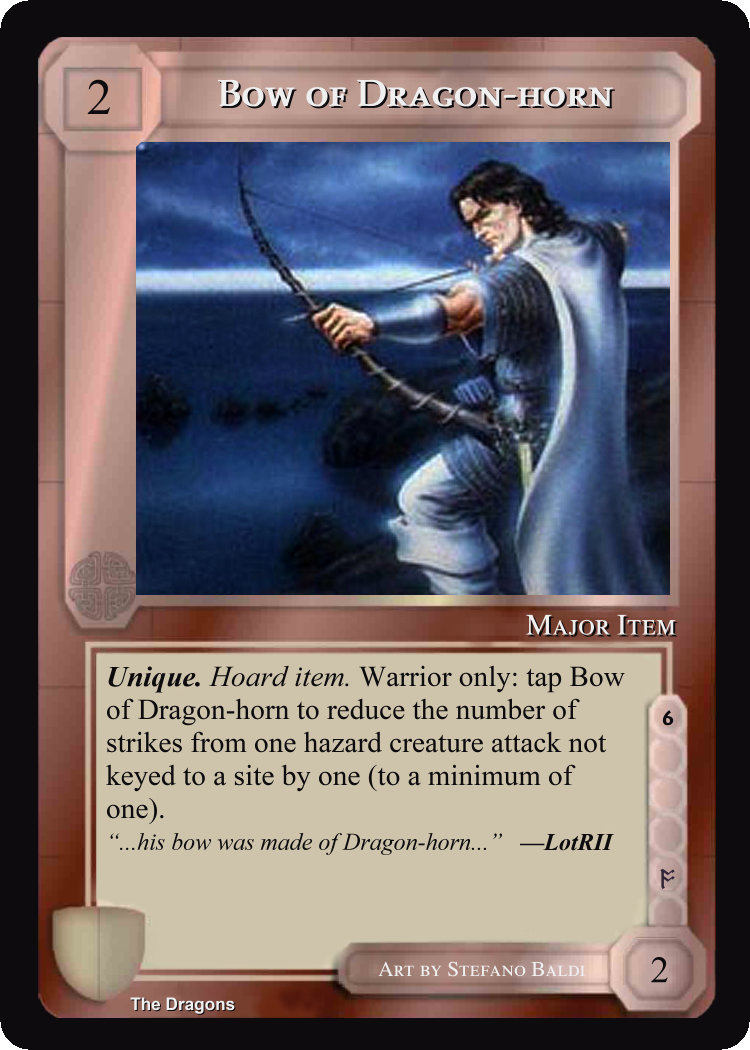 2
Bow of Dragon-horn
Major Item
Unique. Hoard item. Warrior only: tap Bow
of Dragon-horn to reduce the number of
strikes from one hazard creature attack not
keyed to a site by one (to a minimum of
one).
“...his bow was made of Dragon-horn...” —LotRII
6
ᚩ
Art by Stefano Baldi
2
The Dragons